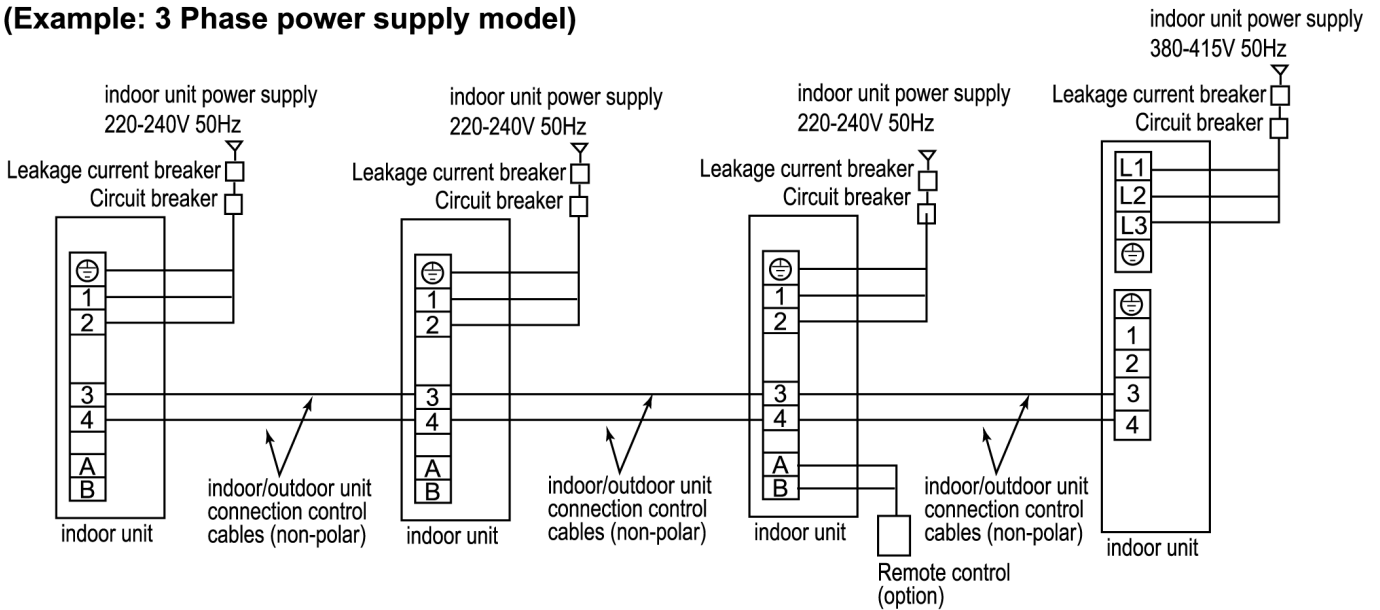 (Example: 3 Phase power supply model)
indoor unit power supply
220-240V 50Hz
Leakage current breaker
Circuit breaker
1
2
3
4
A
B
indoor unit
indoor/outdoor unit
connection control
cables (non-polar)
indoor unit power supply
220-240V 50Hz
Leakage current breaker
Circuit breaker
1
2
3
4
A
B
indoor unit
indoor/outdoor unit
connection control
cables (non-polar)
indoor unit power supply
220-240V 50Hz
Leakage current breaker
Circuit breaker
1
2
3
4
A
B
indoor unit
Remote control
(option)
indoor/outdoor unit
connection control
cables (non-polar)
indoor unit power supply
380-415V 50Hz
Leakage current breaker
Circuit breaker
L1
L2
L3
1
2
3
4
indoor unit